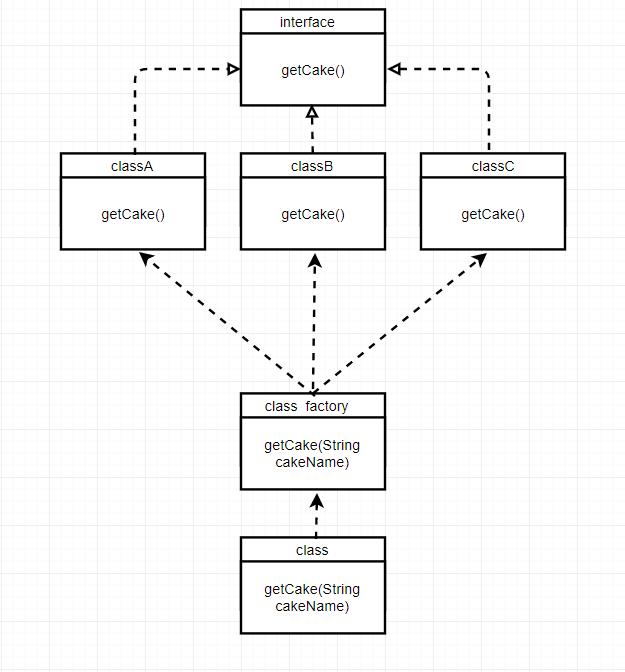 interface
getCake()
classA
classB
classC
getCake()
getCake()
getCake()
class factory
getCake(String
cakeName)
class
getCake(String
cakeName)